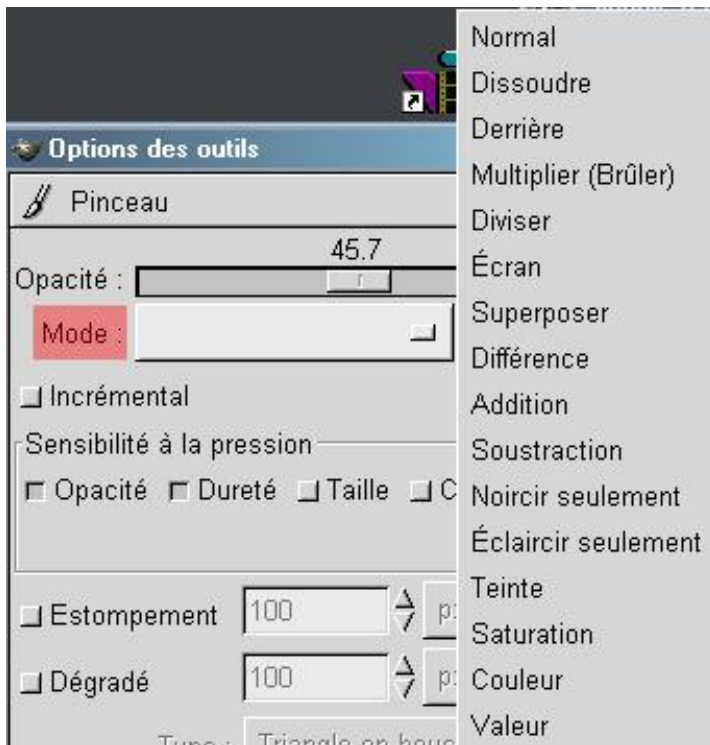 Options des outils
Pinceau
45.7
Opacité :
Mode :
Incrémental
Sensibilité à la pression
Opacité Dureté Taille C
Estompement 100
Dégradé 100
Triangle en
Normal
Dissoudre
Derrière
Multiplier (Brûler)
Diviser
Écran
Superposer
Différence
Addition
Soustraction
Noircir seulement
Éclaircir seulement
Teinte
Saturation
Couleur
Valeur